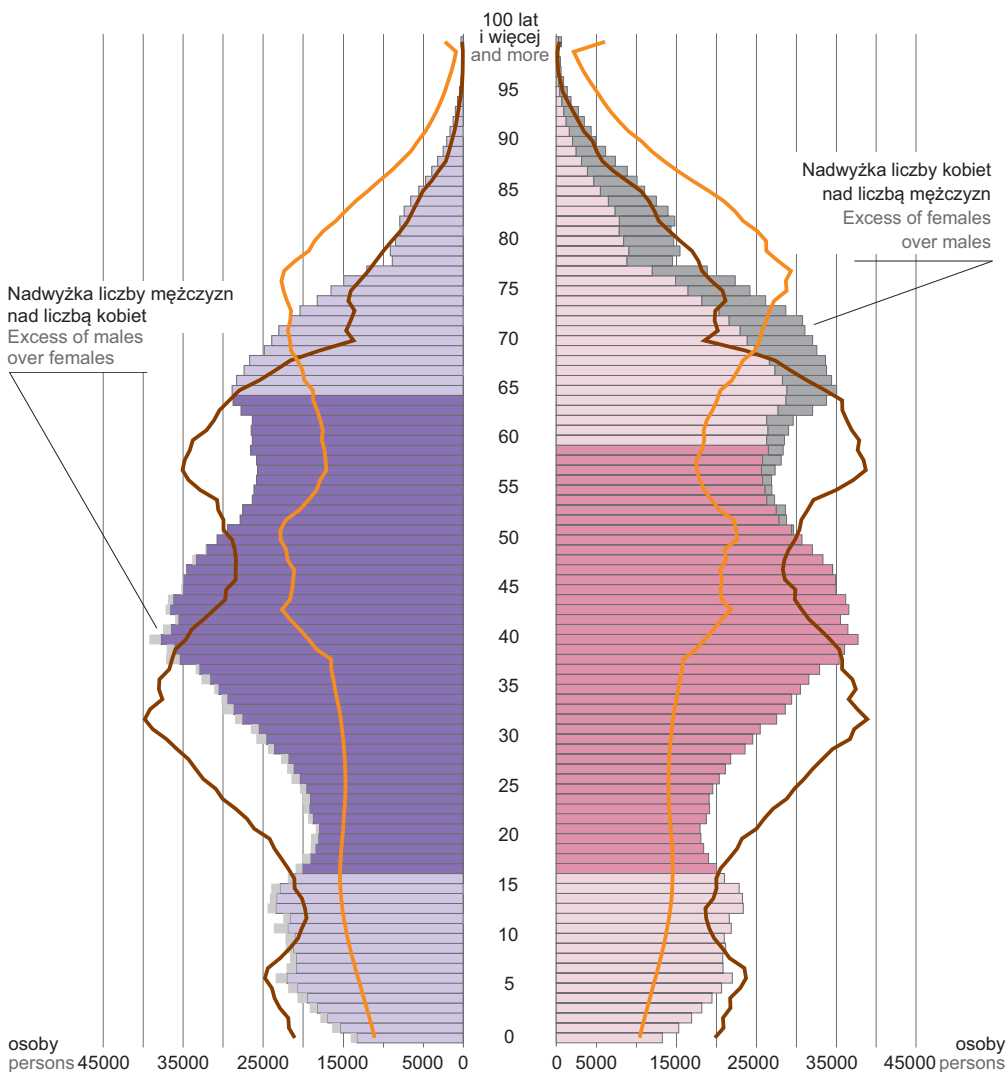 100 lat
i więcej
and more
95
90
85
80
75
70
65
60
55
50
45
40
35
30
25
20
15
10
5
0
Nadwyżka liczby kobiet
nad liczbą mężczyzn
Excess of females
over males
Nadwyżka liczby mężczyzn
nad liczbą kobiet
Excess of males
over females
osoby
persons 45000 35000 25000 15000 5000 0
0 5000 15000 25000 35000 45000 persons
osoby